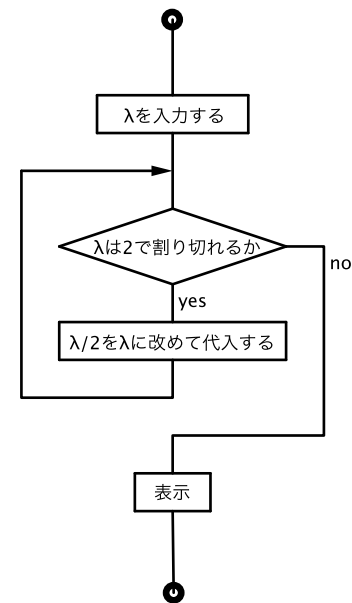 λを入力する
λは2で割り切れるか
no
yes
λ/2をλに改めて代入する
表示